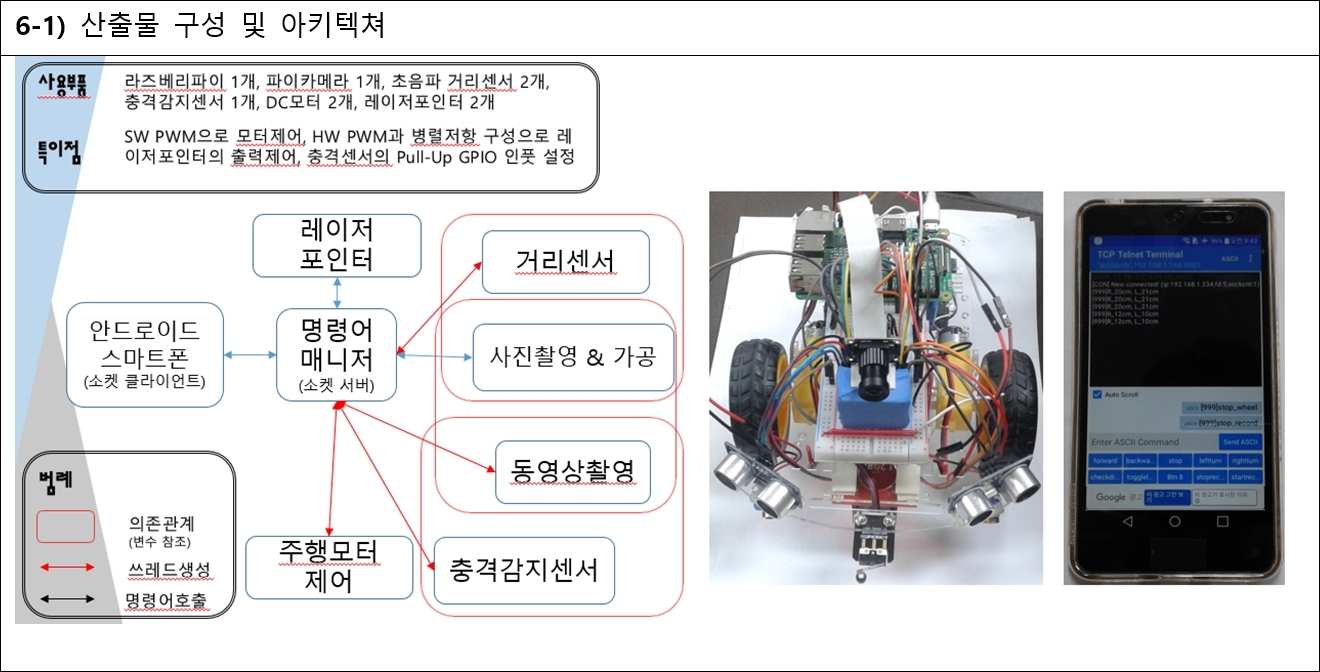 6-1) 산출물 구성 및 아키텍쳐
사용부품
라즈베리파이 1개, 파이카메라 1개, 초음파 거리센서 2개,
충격감지센서 1개, DC모터 2개, 레이저포인터 2개
특이점
SW PWM으로 모터제어, HW PWM과 병렬저항 구성으로 레
이저포인터의 출력제어, 충격센서의 Pull-Up GPIO 인풋 설정
레이저
포인터
거리센서
안드로이드
스마트폰
(소켓 클라이언트)
명령어
매니저
(소켓 서버)
사진촬영 & 가공
동영상촬영
주행모터
제어
충격감지센서
범례
의존관계
(변수 참조)
쓰레드생성
명령어호출
TCP Telnet Terminal
ASCII
[CON] New connected! (ip:192.168.1.234,fd:5,sockcnt:1)
[999]R_20cm, L_21cm
[999]R_20cm, L_21cm
[999]R_20cm, L_21cm
[999]R_12cm, L_10cm
[999]R_12cm, L_10cm
Auto Scroll
[999]stop_wheel
[999]stop_record
Enter ASCII Command
Send ASCII
forward
backwa...
stop
leftturn
rightturn
checkdi...
togglel...
Btn 8
stoprec...
startrec...
Google 광고
이 광고 그만 보기